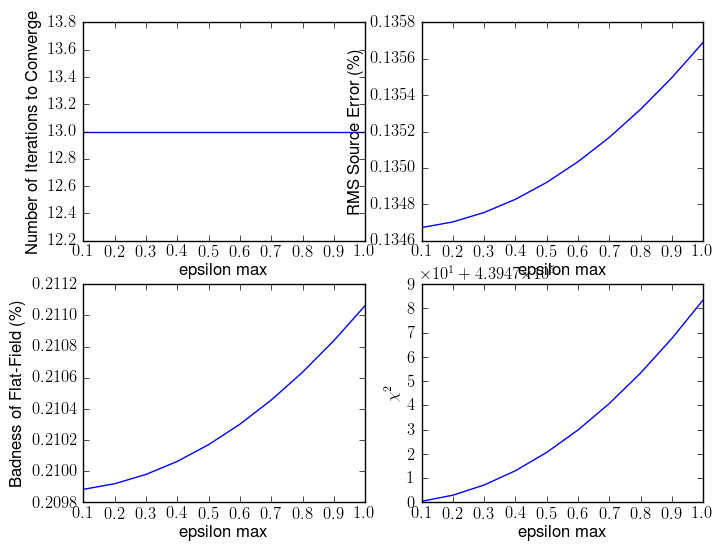 13.8
13.6
13.4
13.2
13.0
12.8
12.6
12.4
12.2
Number of Iterations to Converge
0.1 0.2 0.3 0.4 0.5 0.6 0.7 0.8 0.9 1.0
epsilon max
0.1358
0.1356
0.1354
0.1352
0.1350
0.1348
0.1346
RMS Source Error (%)
0.1 0.2 0.3 0.4 0.5 0.6 0.7 0.8 0.9 1.0
epsilon max
0.2112
0.2110
0.2108
0.2106
0.2104
0.2102
0.2100
0.2098
Badness of Flat-Field (%)
0.1 0.2 0.3 0.4 0.5 0.6 0.7 0.8 0.9 1.0
epsilon max
×10¹ + 4.3947×10
9
8
7
6
5
4
3
2
1
0
χ²
0.1 0.2 0.3 0.4 0.5 0.6 0.7 0.8 0.9 1.0
epsilon max